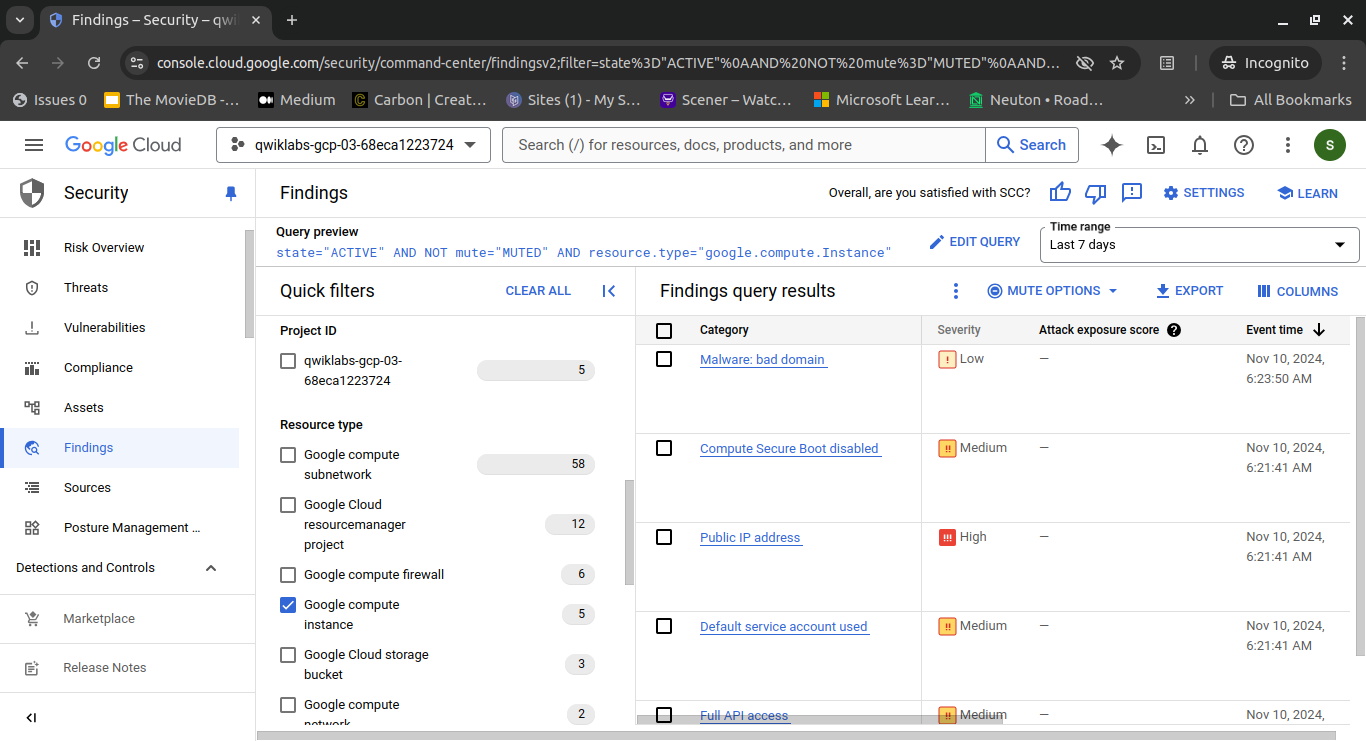 Findings – Security – qwi
console.cloud.google.com/security/command-center/findingsv2;filter=state%3D"ACTIVE"%0AAND%20NOT%20mute%3D"MUTED"%0AAND...
Incognito
Issues 0
The MovieDB -...
Medium
Carbon | Creat...
Sites (1) - My S...
Scener – Watc...
Microsoft Lear...
Neuton • Road...
»
All Bookmarks
Google Cloud
qwiklabs-gcp-03-68eca1223724
Search (/) for resources, docs, products, and more
Search
S
Security
Findings
Overall, are you satisfied with SCC?
SETTINGS
LEARN
Risk Overview
Threats
Vulnerabilities
Compliance
Assets
Findings
Sources
Posture Management ...
Detections and Controls
Marketplace
Release Notes
Query preview
state="ACTIVE" AND NOT mute="MUTED" AND resource.type="google.compute.Instance"
EDIT QUERY
Time range
Last 7 days
Quick filters
CLEAR ALL
Project ID
qwiklabs-gcp-03-
68eca1223724
5
Resource type
Google compute
subnetwork
58
Google Cloud
resourcemanager
project
12
Google compute firewall
6
Google compute
instance
5
Google Cloud storage
bucket
3
Google compute
network
2
Findings query results
MUTE OPTIONS
EXPORT
COLUMNS
Category
Severity
Attack exposure score
Event time
Malware: bad domain
Low
—
Nov 10, 2024,
6:23:50 AM
Compute Secure Boot disabled
Medium
—
Nov 10, 2024,
6:21:41 AM
Public IP address
High
—
Nov 10, 2024,
6:21:41 AM
Default service account used
Medium
—
Nov 10, 2024,
6:21:41 AM
Full API access
Medium
—
Nov 10, 2024,